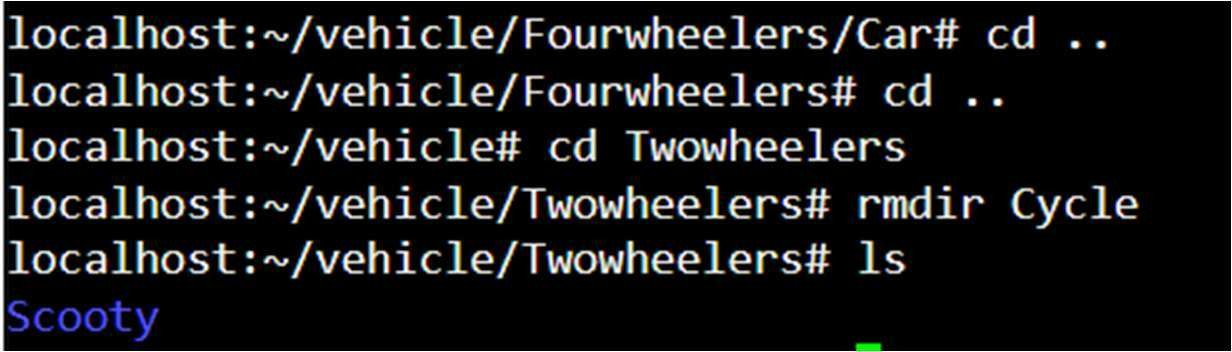 localhost:~/vehicle/Fourwheelers/Car# cd ..
localhost:~/vehicle/Fourwheelers# cd ..
localhost:~/vehicle# cd Twowheelers
localhost:~/vehicle/Twowheelers# rmdir Cycle
localhost:~/vehicle/Twowheelers# ls
Scooty